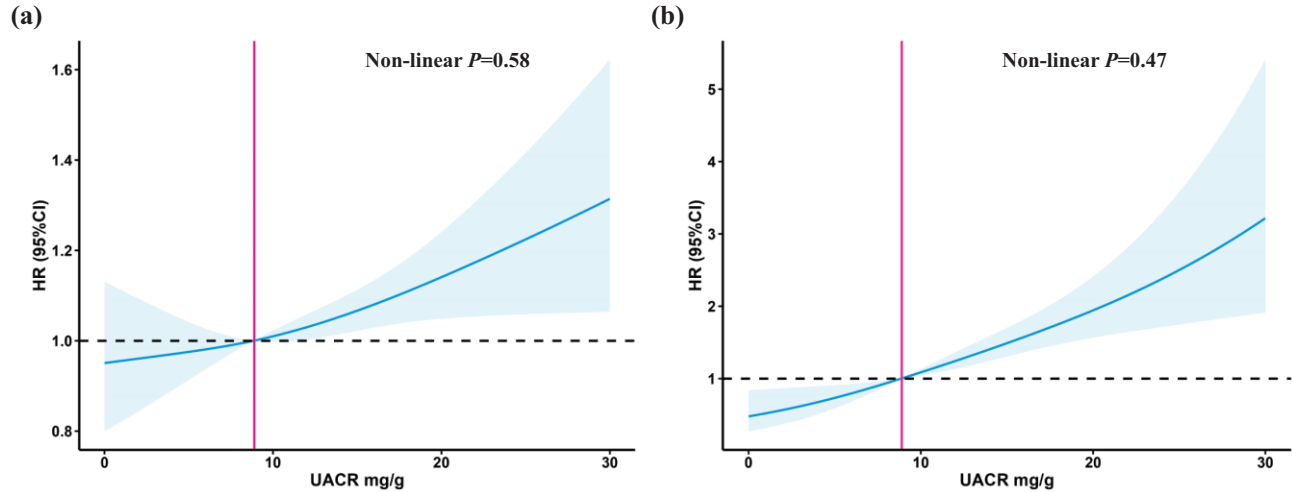 (a)
Non-linear P=0.58
HR (95%CI)
1.6
1.4
1.2
1.0
0.8
0
10
20
30
UACR mg/g
(b)
Non-linear P=0.47
HR (95%CI)
5
4
3
2
1
0
10
20
30
UACR mg/g